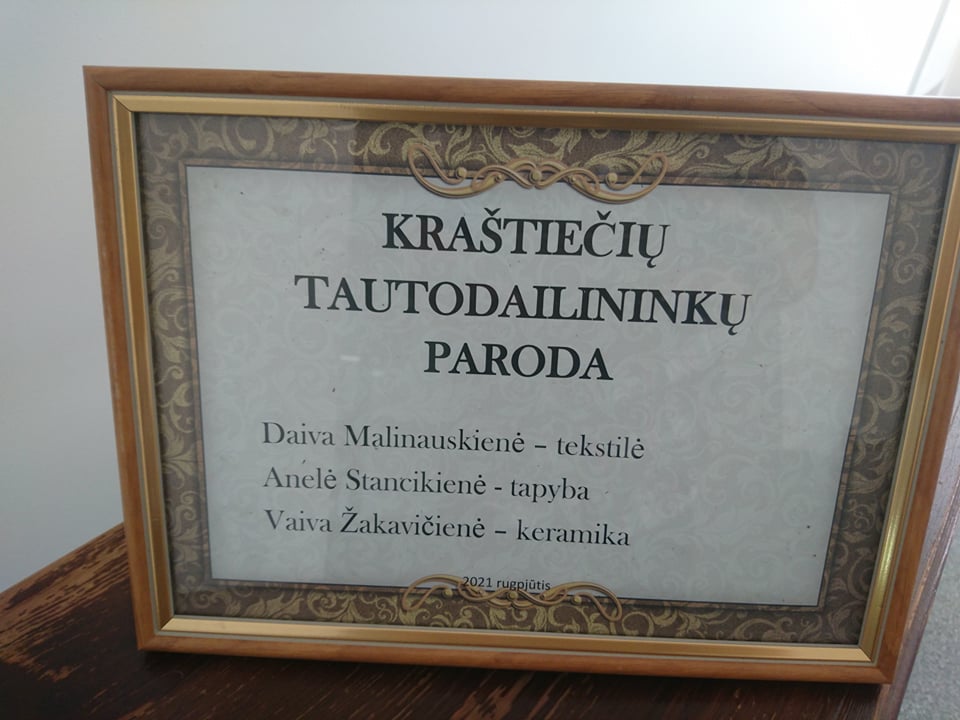 KRAŠTIEČIŲ
TAUTODAILININKŲ
PARODA
Daiva Malinauskienė – tekstilė
Anelė Stancikienė - tapyba
Vaiva Žakavičienė – keramika
2021 rugpjūtis